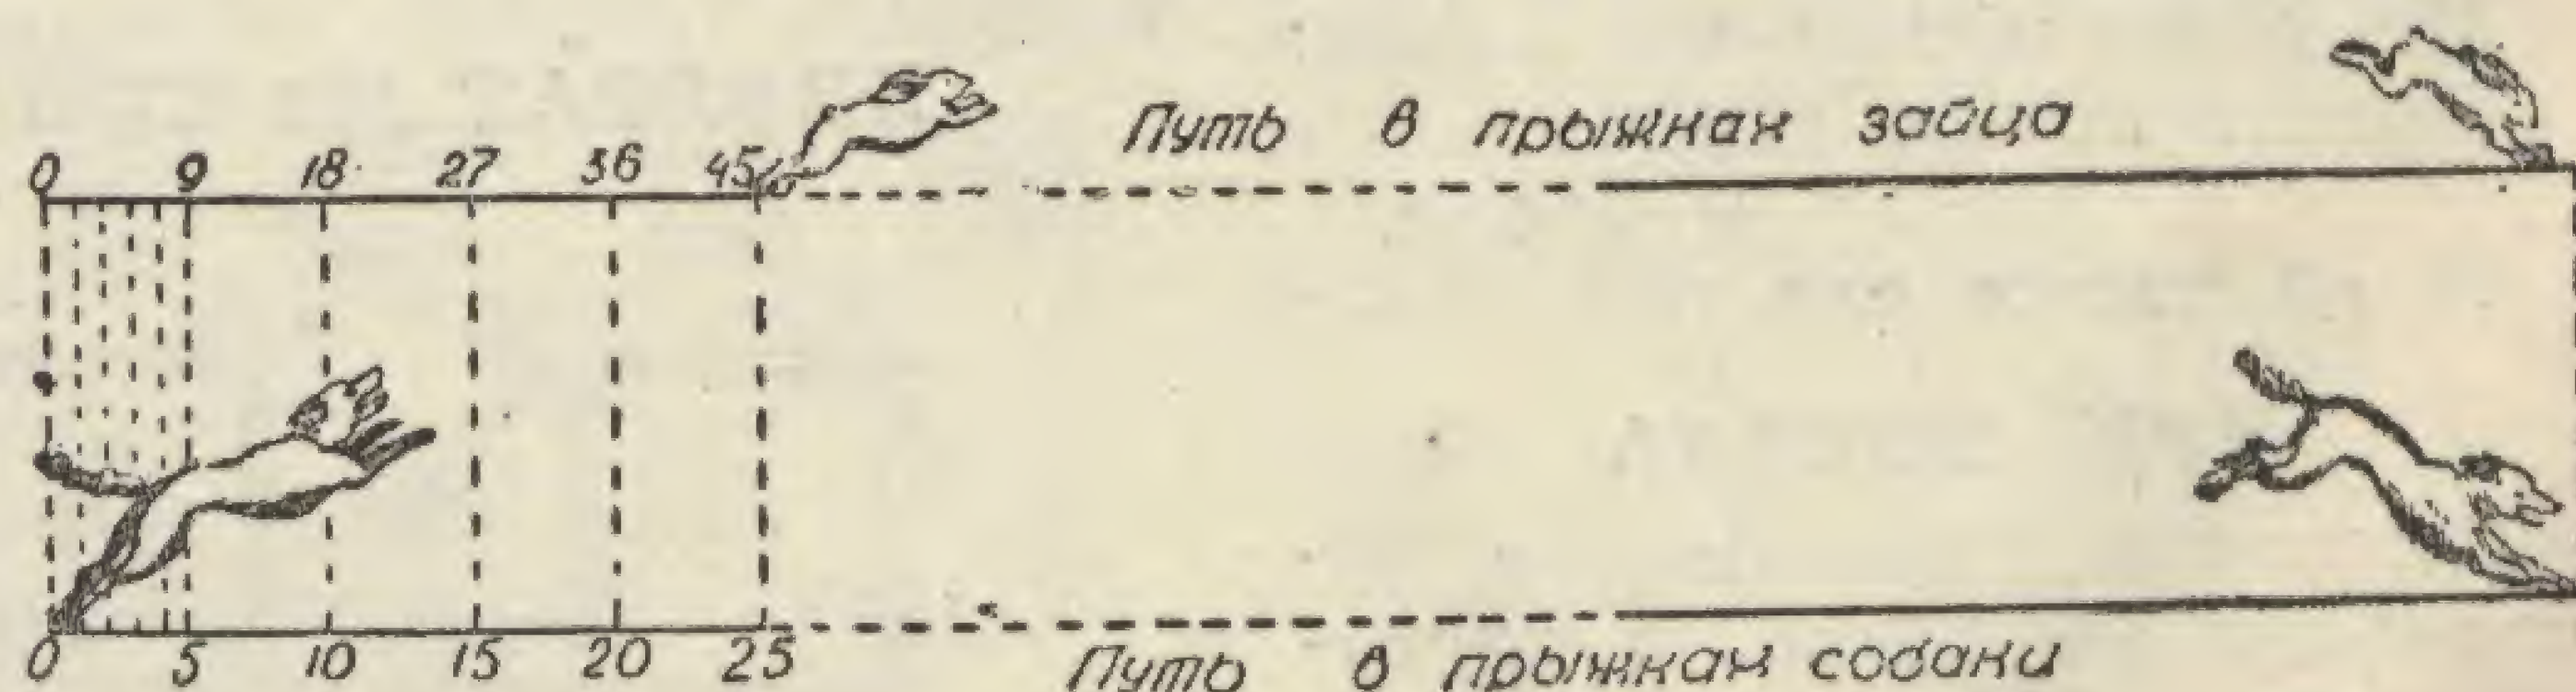 Путь в прыжках зайца
0 9 18 27 36 45
0 5 10 15 20 25
Путь в прыжках собаки